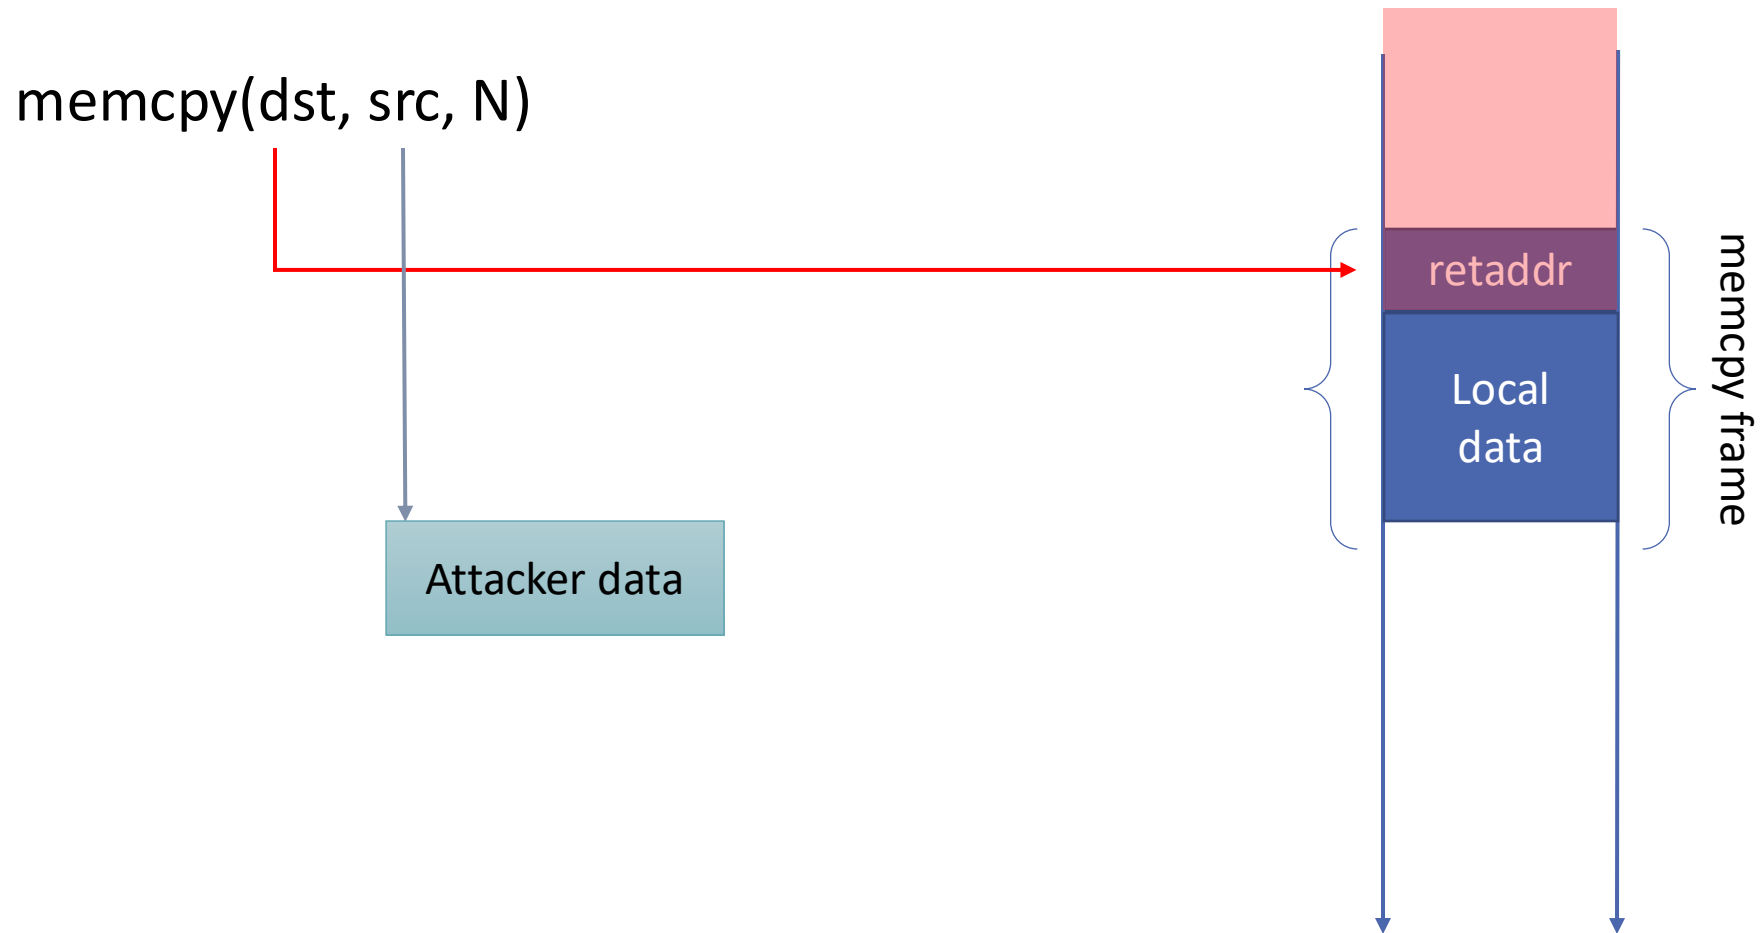 memcpy(dst, src, N)
retaddr
Local
data
memcpy frame
Attacker data